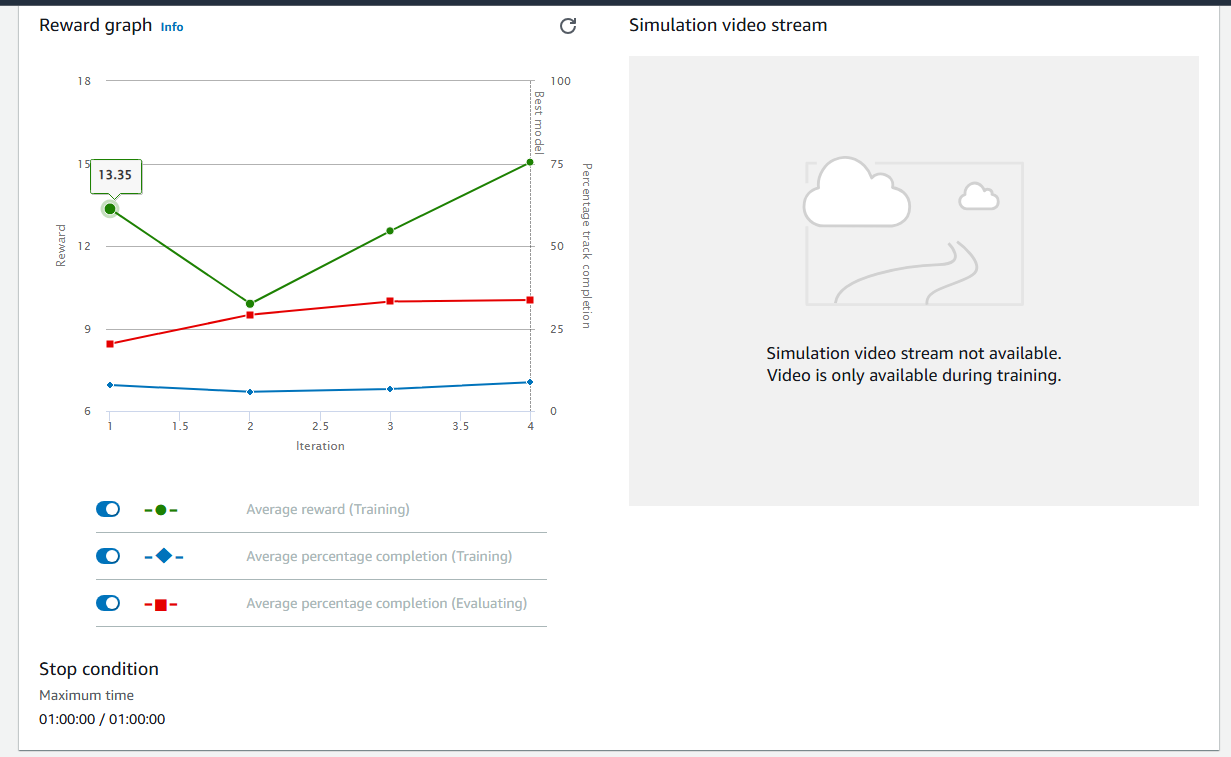 Reward graph Info
Simulation video stream
18
15
12
9
6
Reward
13.35
100
75
50
25
0
Best model
Percentage track completion
1 1.5 2 2.5 3 3.5 4
Iteration
Average reward (Training)
Average percentage completion (Training)
Average percentage completion (Evaluating)
Stop condition
Maximum time
01:00:00 / 01:00:00
Simulation video stream not available.
Video is only available during training.